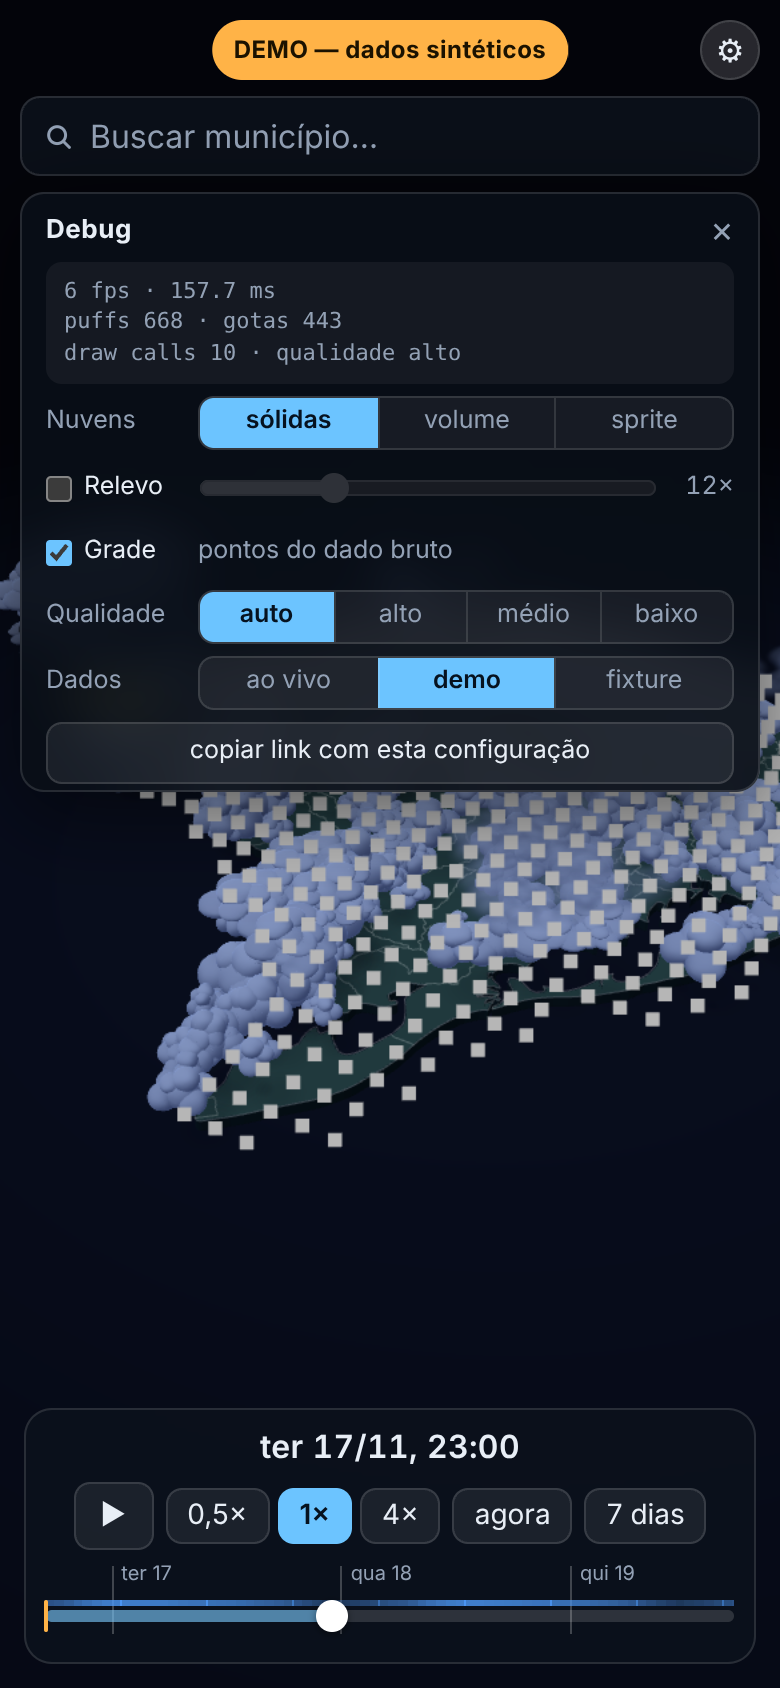 DEMO — dados sintéticos
Buscar município...
Debug
6 fps · 157.7 ms
puffs 668 · gotas 443
draw calls 10 · qualidade alto
Nuvens sólidas volume sprite
Relevo 12×
Grade pontos do dado bruto
Qualidade auto alto médio baixo
Dados ao vivo demo fixture
copiar link com esta configuração
ter 17/11, 23:00
0,5× 1× 4× agora 7 dias
ter 17 qua 18 qui 19